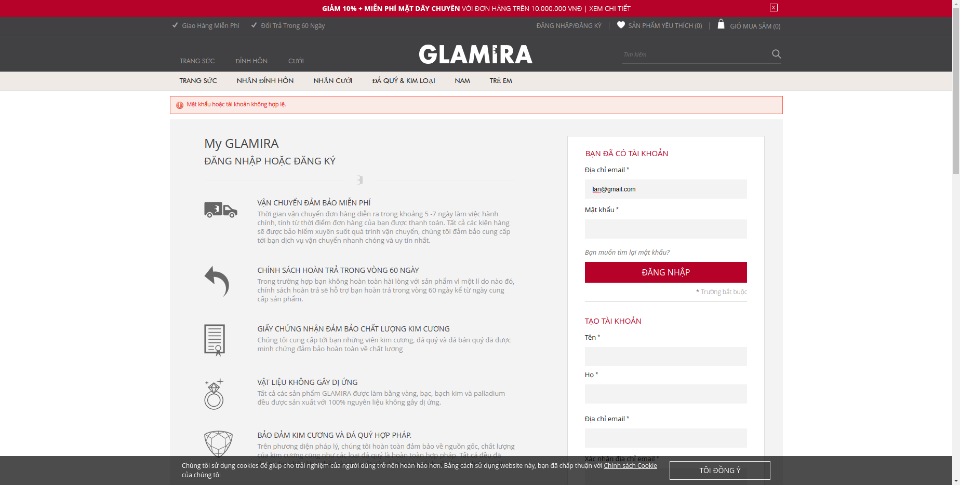 GIẢM 10% + MIỄN PHÍ MẶT DÂY CHUYỀN VỚI ĐƠN HÀNG TRÊN 10.000.000 VNĐ | XEM CHI TIẾT
x
Giao Hàng Miễn Phí
Đổi Trả Trong 60 Ngày
ĐĂNG NHẬP/ĐĂNG KÝ
SẢN PHẨM YÊU THÍCH (0)
GIỎ MUA SẮM (0)
TRANG SỨC
ĐÍNH HÔN
CƯỚI
GLAMIRA
Tìm kiếm
TRANG SỨC
NHẪN ĐÍNH HÔN
NHẪN CƯỚI
ĐÁ QUÝ & KIM LOẠI
NAM
TRẺ EM
Mật khẩu hoặc tài khoản không hợp lệ.
My GLAMIRA
ĐĂNG NHẬP HOẶC ĐĂNG KÝ
VẬN CHUYỂN ĐẢM BẢO MIỄN PHÍ
Thời gian vận chuyển đơn hàng diễn ra trong khoảng 5 -7 ngày làm việc hành
chính, tính từ thời điểm đơn hàng của bạn được thanh toán. Tất cả các kiện hàng
sẽ được bảo hiểm xuyên suốt quá trình vận chuyển, chúng tôi đảm bảo cung cấp
tới bạn dịch vụ vận chuyển nhanh chóng và uy tín nhất.
CHÍNH SÁCH HOÀN TRẢ TRONG VÒNG 60 NGÀY
Trong trường hợp bạn không hoàn toàn hài lòng với sản phẩm vì một lí do nào đó,
chính sách hoàn trả sẽ hỗ trợ bạn hoàn trả trong vòng 60 ngày kể từ ngày cung
cấp sản phẩm.
GIẤY CHỨNG NHẬN ĐẢM BẢO CHẤT LƯỢNG KIM CƯƠNG
Chúng tôi cung cấp tới bạn những viên kim cương, đá quý và đá bán quý đã được
minh chứng đảm bảo hoàn toàn về chất lượng.
VẬT LIỆU KHÔNG GÂY DỊ ỨNG
Tất cả các sản phẩm GLAMIRA được làm bằng vàng, bạc, bạch kim và palladium
đều được sản xuất với 100% nguyên liệu không gây dị ứng.
BẢO ĐẢM KIM CƯƠNG VÀ ĐÁ QUÝ HỢP PHÁP.
Trên phương diện pháp lý, chúng tôi hoàn toàn đảm bảo về nguồn gốc, chất lượng
BẠN ĐÃ CÓ TÀI KHOẢN
Địa chỉ email *
lan@gmail.com
Mật khẩu *
Bạn muốn tìm lại mật khẩu?
ĐĂNG NHẬP
* Trường bắt buộc
TẠO TÀI KHOẢN
Tên *
Họ *
Địa chỉ email *
Xác nhận địa chỉ email *
Chúng tôi sử dụng cookies để giúp cho trải nghiệm của người dùng trở nên hoàn hảo hơn. Bằng cách sử dụng website này, bạn đã chấp thuận với Chính sách Cookie
của chúng tô
TÔI ĐỒNG Ý